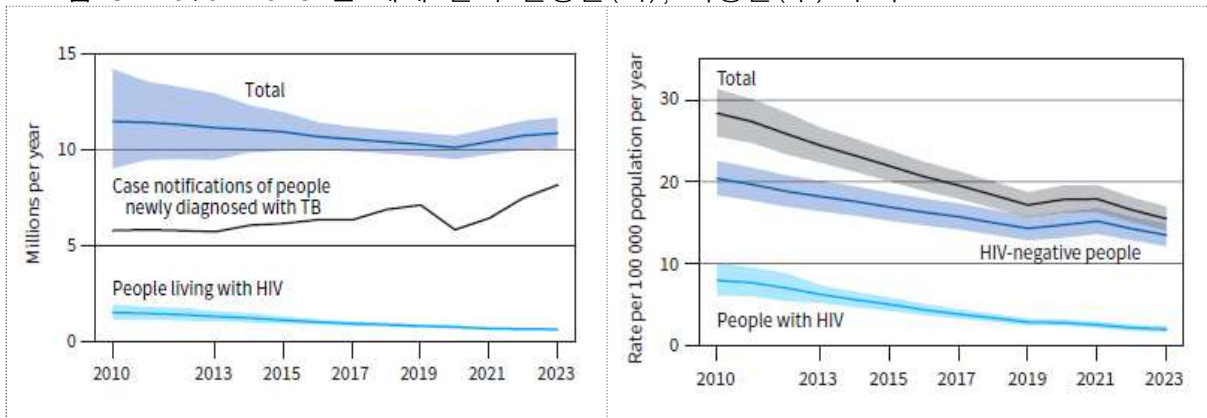 2010
2023
15
10
5
0
Millions per year
Total
Case notifications of people
newly diagnosed with TB
People living with HIV
2010 2013 2015 2017 2019 2021 2023
30
20
10
0
Rate per 100 000 population per year
Total
HIV-negative people
People with HIV
2010 2013 2015 2017 2019 2021 2023